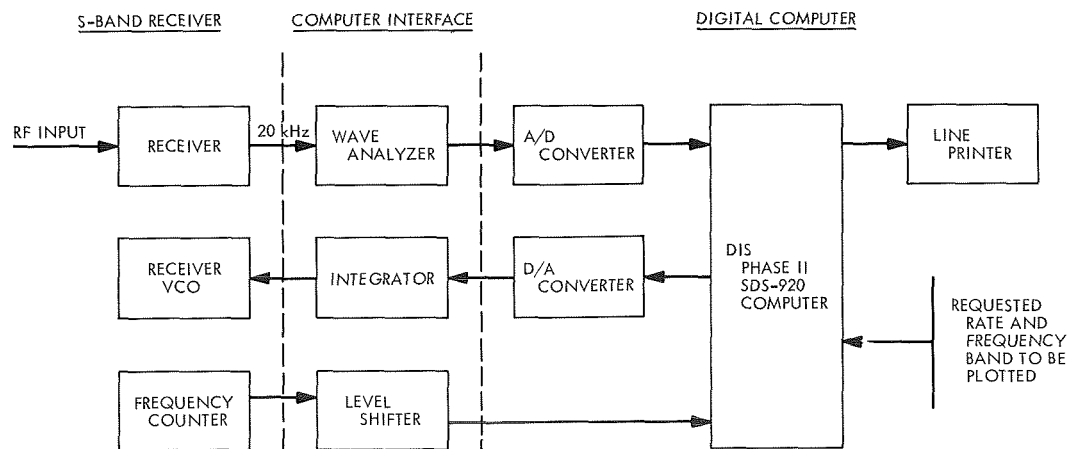 S-BAND RECEIVER
COMPUTER INTERFACE
DIGITAL COMPUTER
RF INPUT
RECEIVER
20 kHz
WAVE
ANALYZER
A/D
CONVERTER
LINE
PRINTER
RECEIVER
VCO
INTEGRATOR
D/A
CONVERTER
DIS
PHASE II
SDS-920
COMPUTER
REQUESTED
RATE AND
FREQUENCY
BAND TO BE
PLOTTED
FREQUENCY
COUNTER
LEVEL
SHIFTER